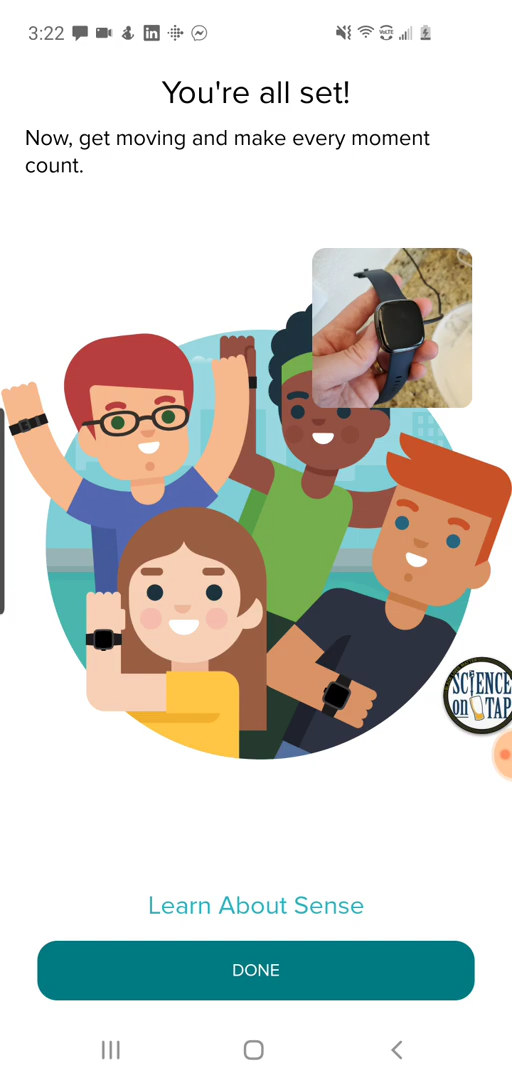 3:22
VoLTE
You're all set!
Now, get moving and make every moment
count.
SCIENCE
on TAP
Learn About Sense
DONE